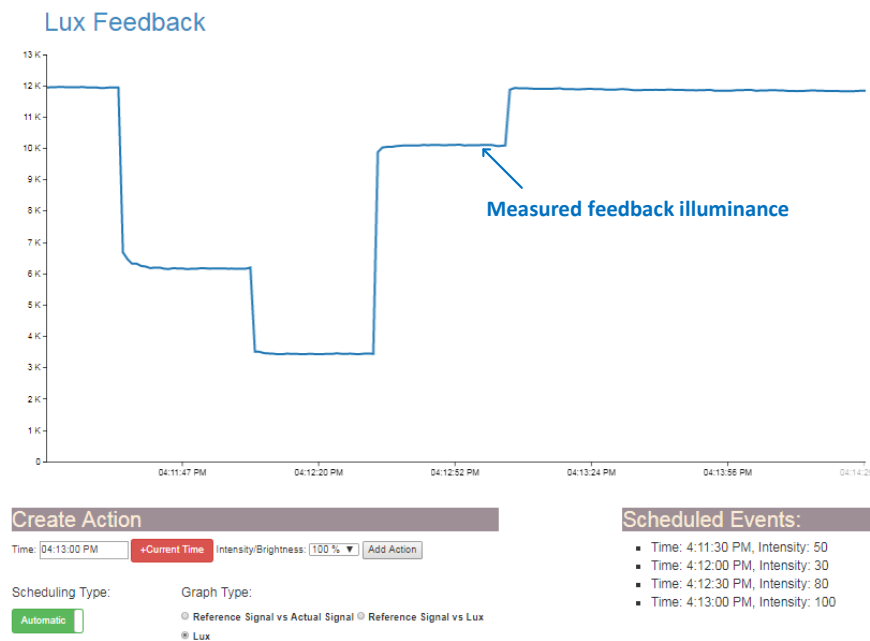 Lux Feedback
13 K
12 K
11 K
10 K
9 K
8 K
7 K
6 K
5 K
4 K
3 K
2 K
1 K
0
Measured feedback illuminance
04:11:47 PM 04:12:20 PM 04:12:52 PM 04:13:24 PM 04:13:56 PM 04:14:2
Create Action
Time: 04:13:00 PM +Current Time Intensity/Brightness: 100 % ▼ Add Action
Scheduling Type: Graph Type:
Automatic
Reference Signal vs Actual Signal Reference Signal vs Lux
Lux
Scheduled Events:
Time: 4:11:30 PM, Intensity: 50
Time: 4:12:00 PM, Intensity: 30
Time: 4:12:30 PM, Intensity: 80
Time: 4:13:00 PM, Intensity: 100